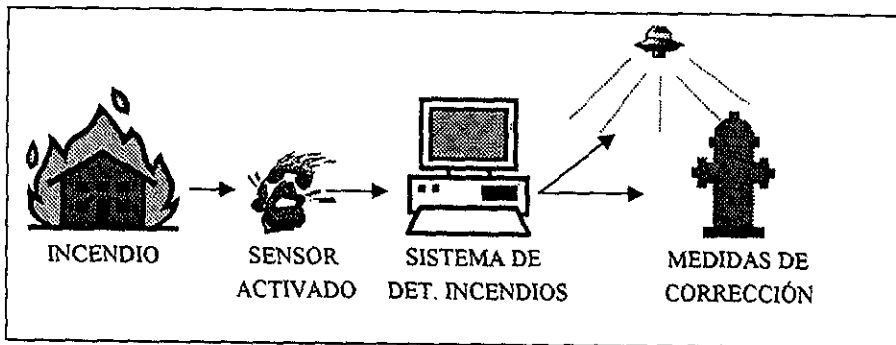 INCENDIO
SENSOR
ACTIVADO
SISTEMA DE
DET. INCENDIOS
MEDIDAS DE
CORRECCIÓN